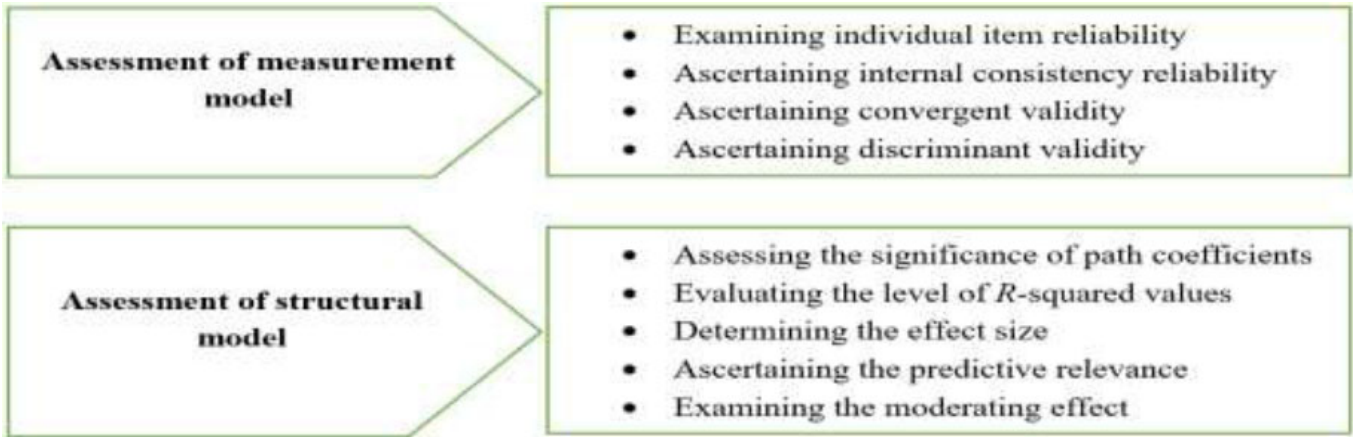 Assessment of measurement
model
• Examining individual item reliability
• Ascertaining internal consistency reliability
• Ascertaining convergent validity
• Ascertaining discriminant validity
Assessment of structural
model
• Assessing the significance of path coefficients
• Evaluating the level of R-squared values
• Determining the effect size
• Ascertaining the predictive relevance
• Examining the moderating effect